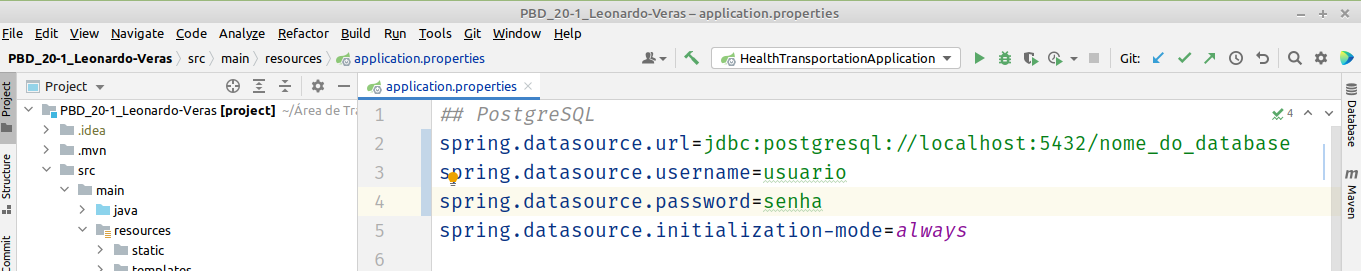 PBD_20-1_Leonardo-Veras – application.properties
File Edit View Navigate Code Analyze Refactor Build Run Tools Git Window Help
PBD_20-1_Leonardo-Veras src main resources application.properties HealthTransportationApplication Git:
Project application.properties
Project
PBD_20-1_Leonardo-Veras [project] ~/Área de Tra
.idea
.mvn
src
main
java
resources
static
templates
Structure
Commit
1 ## PostgreSQL
2 spring.datasource.url=jdbc:postgresql://localhost:5432/nome_do_database
3 spring.datasource.username=usuario
4 spring.datasource.password=senha
5 spring.datasource.initialization-mode=always
6
4
Database
m Maven